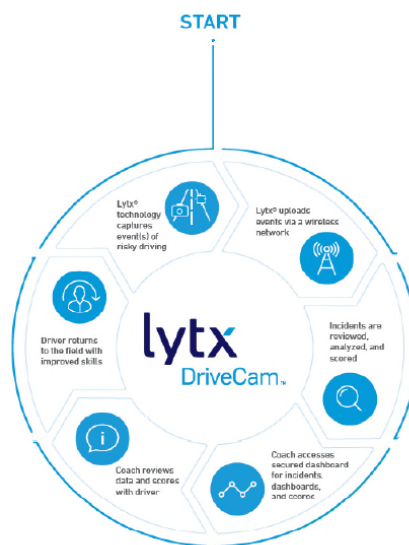 START
Lytx®
technology
captures
event(s) of
risky driving
Lytx® uploads
events via a wireless
network
Incidents are
reviewed,
analyzed, and
scored
Coach accesses
secured dashboard
for incidents,
dashboards,
and scores
Coach reviews
data and scores
with driver
Driver returns
to the field with
improved skills
lytx
DriveCam™
i